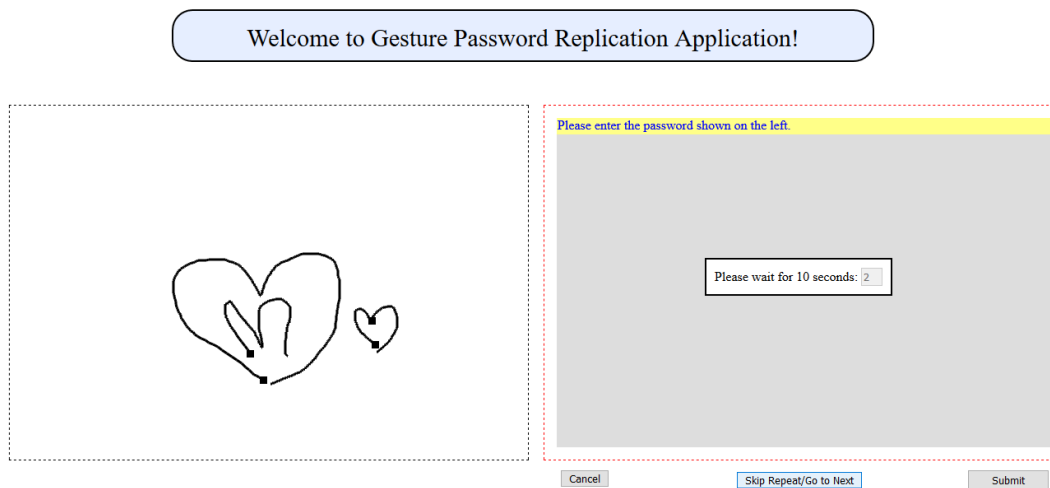 Welcome to Gesture Password Replication Application!
Please enter the password shown on the left.
Please wait for 10 seconds: 2
Cancel
Skip Repeat/Go to Next
Submit